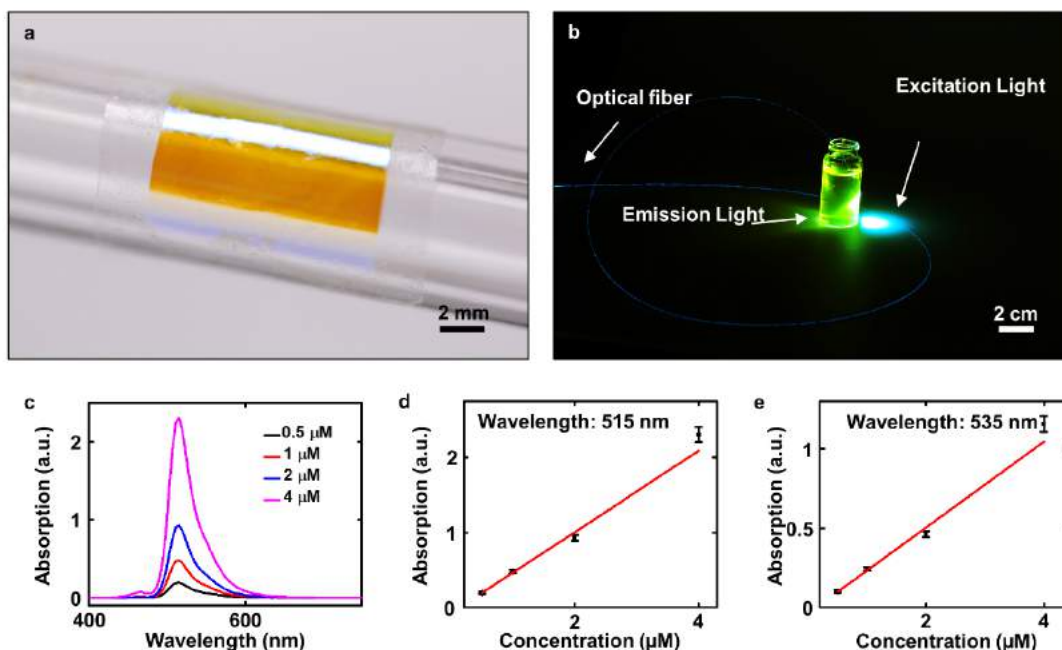 a
2 mm
b
Optical fiber
Excitation Light
Emission Light
2 cm
c
Absorption (a.u.)
2
1
0
400
600
Wavelength (nm)
0.5 μM
1 μM
2 μM
4 μM
d
Wavelength: 515 nm
Absorption (a.u.)
2
1
0
2
4
Concentration (μM)
e
Wavelength: 535 nm
Absorption (a.u.)
1
0.5
0
2
4
Concentration (μM)